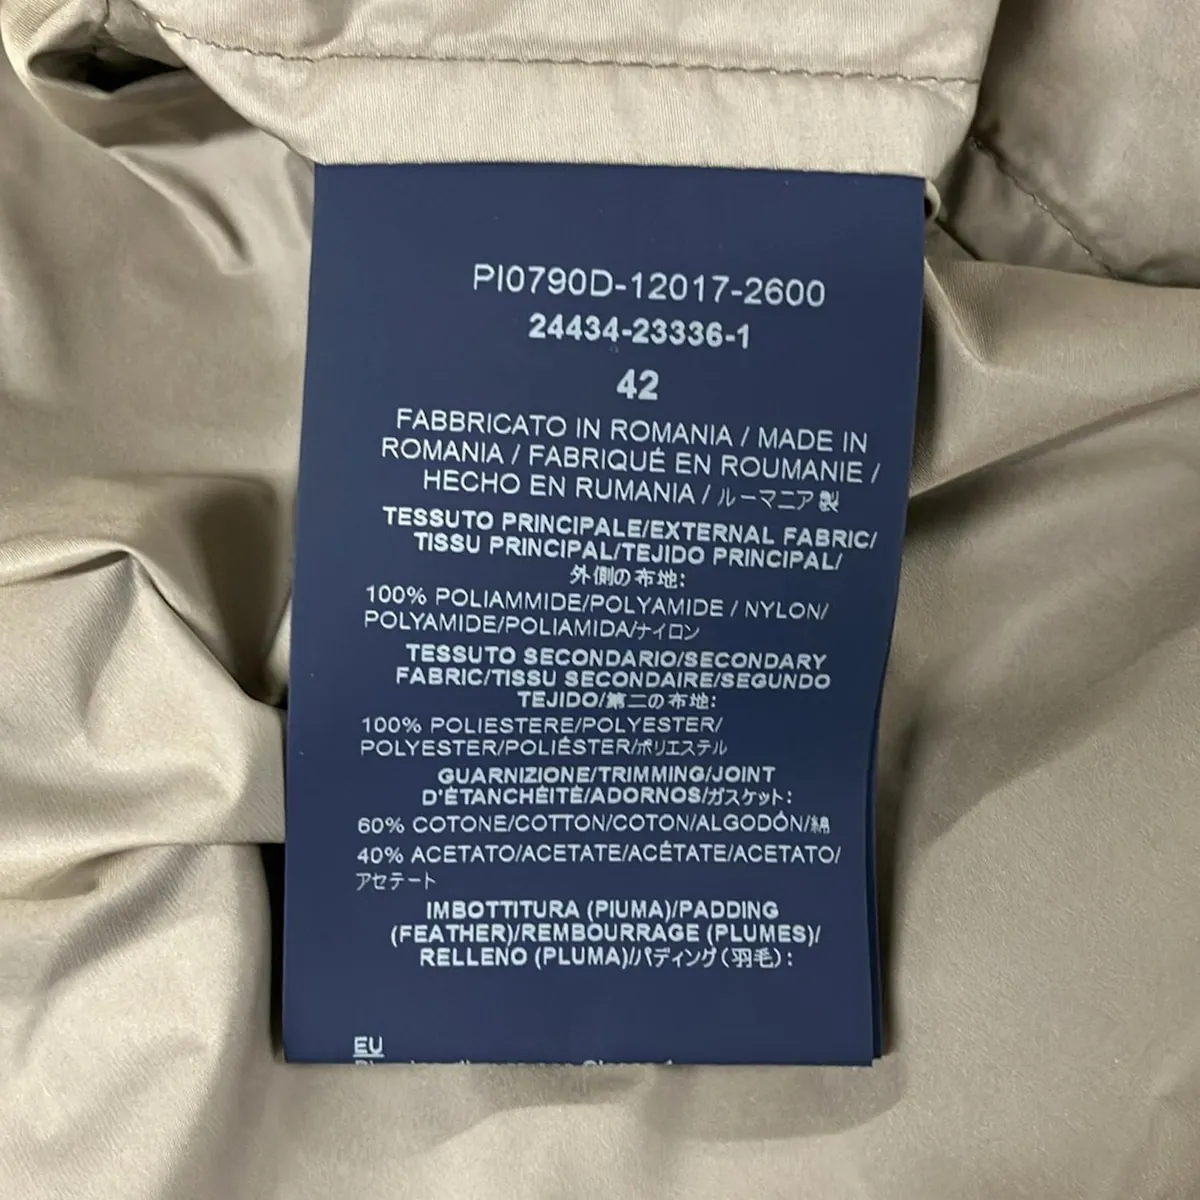 PI0790D-12017-2600
24434-23336-1
42
FABBRICATO IN ROMANIA / MADE IN
ROMANIA / FABRIQUÉ EN ROUMANIE /
HECHO EN RUMANIA / ルーマニア製
TESSUTO PRINCIPALE/EXTERNAL FABRIC/
TISSU PRINCIPAL/TEJIDO PRINCIPAL/
外側の布地:
100% POLIAMMIDE/POLYAMIDE / NYLON/
POLYAMIDE/POLIAMIDA/ナイロン
TESSUTO SECONDARIO/SECONDARY
FABRIC/TISSU SECONDAIRE/SEGUNDO
TEJIDO/第二の布地:
100% POLIESTERE/POLYESTER/
POLYESTER/POLIÉSTER/ポリエステル
GUARNIZIONE/TRIMMING/JOINT
D'ÉTANCHÉITÉ/ADORNOS/ガスケット:
60% COTONE/COTTON/COTON/ALGODÓN/綿
40% ACETATO/ACETATE/ACÉTATE/ACETATO/
アセテート
IMBOTTITURA (PIUMA)/PADDING
(FEATHER)/REMBOURRAGE (PLUMES)/
RELLENO (PLUMA)/パディング(羽毛):
EU